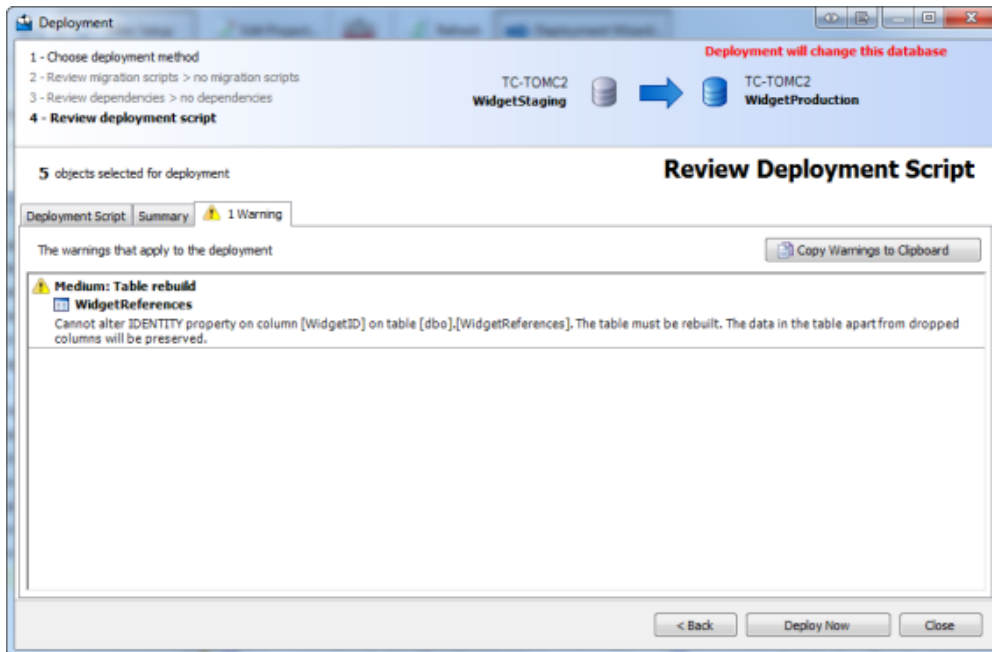 Deployment
1 - Choose deployment method
2 - Review migration scripts > no migration scripts
3 - Review dependencies > no dependencies
4 - Review deployment script
Deployment will change this database
TC-TOMC2
WidgetStaging
TC-TOMC2
WidgetProduction
5 objects selected for deployment
Review Deployment Script
Deployment Script
Summary
1 Warning
The warnings that apply to the deployment
Copy Warnings to Clipboard
Medium: Table rebuild
WidgetReferences
Cannot alter IDENTITY property on column [WidgetID] on table [dbo].[WidgetReferences]. The table must be rebuilt. The data in the table apart from dropped
columns will be preserved.
< Back
Deploy Now
Close